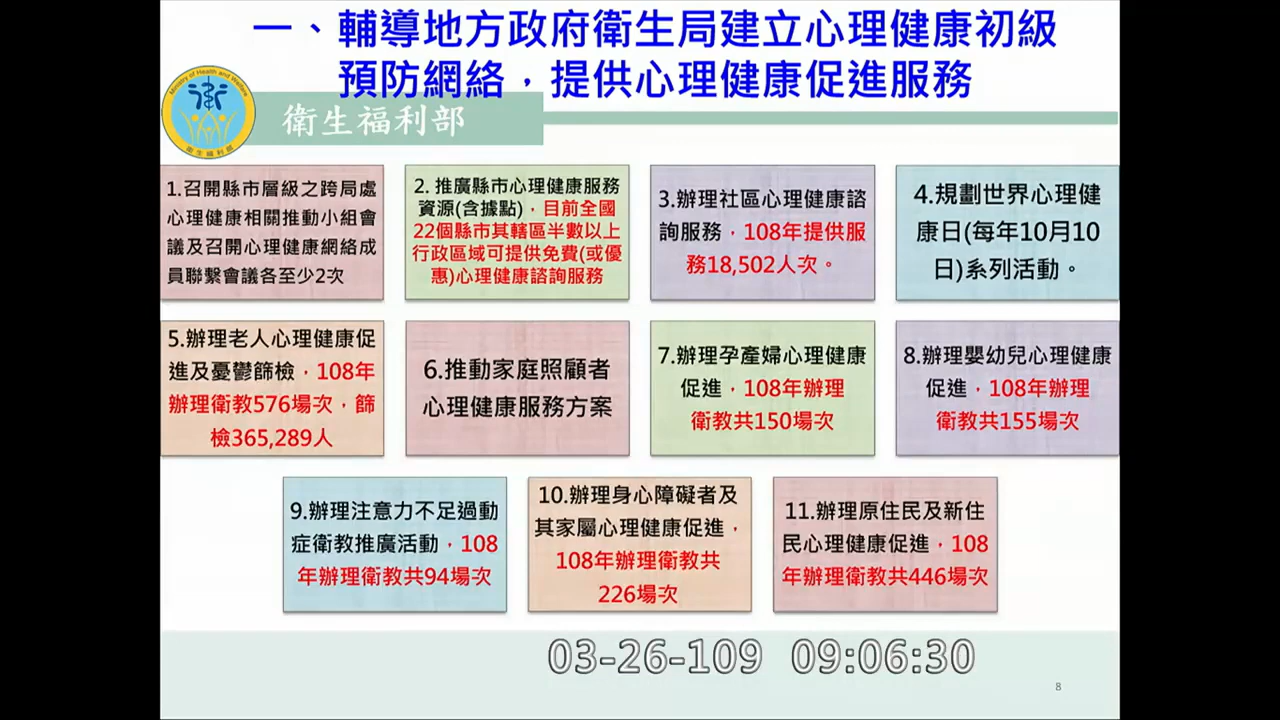 一、輔導地方政府衛生局建立心理健康初級
預防網絡，提供心理健康促進服務
Ministry of Health and Welfare
衛生福利部
衛生福利部
1.召開縣市層級之跨局處
心理健康相關推動小組會
議及召開心理健康網絡成
員聯繫會議各至少2次
2. 推廣縣市心理健康服務
資源(含據點)，目前全國
22個縣市其轄區半數以上
行政區域可提供免費(或優
惠)心理健康諮詢服務
3.辦理社區心理健康諮
詢服務，108年提供服
務18,502人次。
4.規劃世界心理健
康日(每年10月10
日)系列活動。
5.辦理老人心理健康促
進及憂鬱篩檢，108年
辦理衛教576場次，篩
檢365,289人
6.推動家庭照顧者
心理健康服務方案
7.辦理孕產婦心理健康
促進，108年辦理
衛教共150場次
8.辦理嬰幼兒心理健康
促進，108年辦理
衛教共155場次
9.辦理注意力不足過動
症衛教推廣活動，108
年辦理衛教共94場次
10.辦理身心障礙者及
其家屬心理健康促進，
108年辦理衛教共
226場次
11.辦理原住民及新住
民心理健康促進，108
年辦理衛教共446場次
03-26-109 09:06:30
8